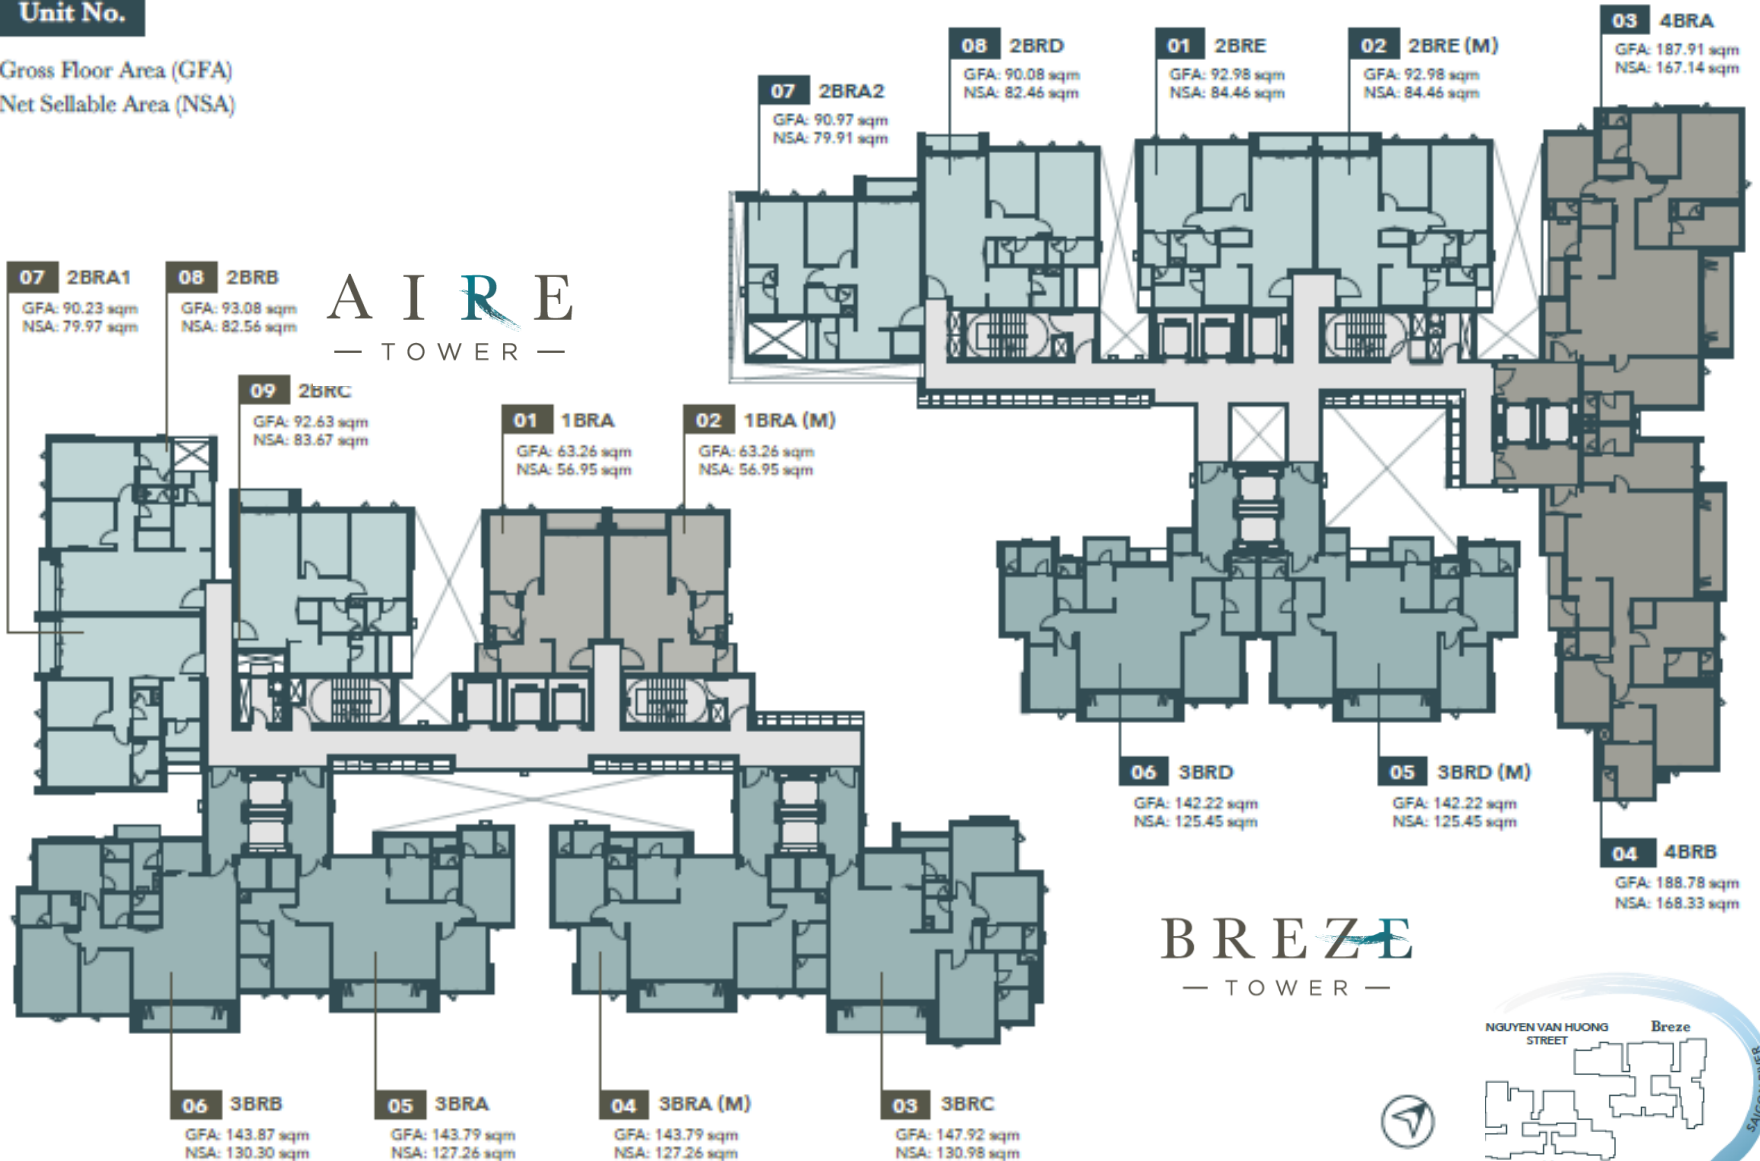 Unit No.
Gross Floor Area (GFA)
Net Sellable Area (NSA)
07 2BRA2
GFA: 90.97 sqm
NSA: 79.91 sqm
08 2BRD
GFA: 90.08 sqm
NSA: 82.46 sqm
01 2BRE
GFA: 92.98 sqm
NSA: 84.46 sqm
02 2BRE (M)
GFA: 92.98 sqm
NSA: 84.46 sqm
03 4BRA
GFA: 187.91 sqm
NSA: 167.14 sqm
07 2BRA1
GFA: 90.23 sqm
NSA: 79.97 sqm
08 2BRB
GFA: 93.08 sqm
NSA: 82.56 sqm
AIRE
TOWER
09 2BRC
GFA: 92.63 sqm
NSA: 83.67 sqm
01 1BRA
GFA: 63.26 sqm
NSA: 56.95 sqm
02 1BRA (M)
GFA: 63.26 sqm
NSA: 56.95 sqm
06 3BRD
GFA: 142.22 sqm
NSA: 125.45 sqm
05 3BRD (M)
GFA: 142.22 sqm
NSA: 125.45 sqm
04 4BRB
GFA: 188.78 sqm
NSA: 168.33 sqm
BREZE
TOWER
06 3BRB
GFA: 143.87 sqm
NSA: 130.30 sqm
05 3BRA
GFA: 143.79 sqm
NSA: 127.26 sqm
04 3BRA (M)
GFA: 143.79 sqm
NSA: 127.26 sqm
03 3BRC
GFA: 147.92 sqm
NSA: 130.98 sqm
NGUYEN VAN HUONG
STREET
Breze